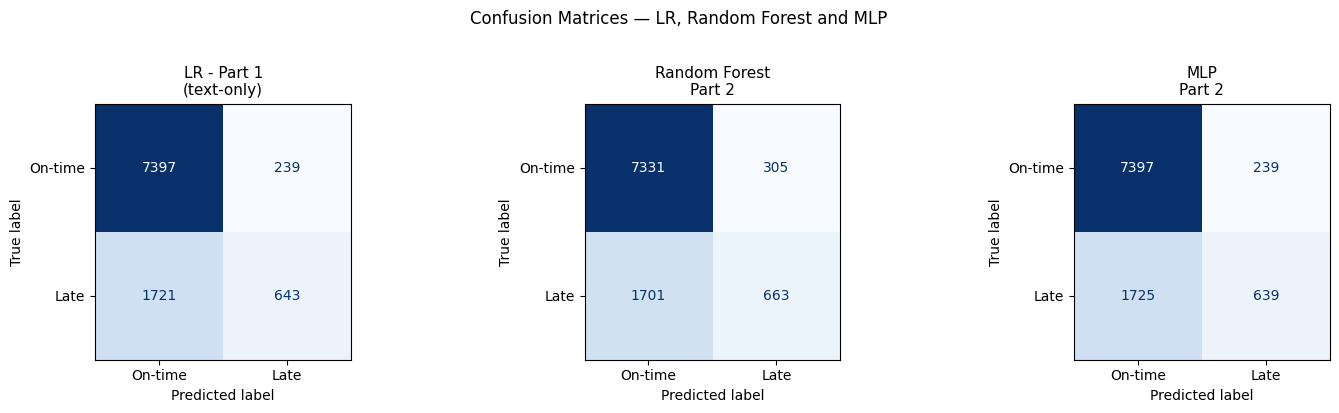 Confusion Matrices — LR, Random Forest and MLP
LR - Part 1
(text-only)
True label
On-time
7397
239
Late
1721
643
On-time
Late
Predicted label
Random Forest
Part 2
True label
On-time
7331
305
Late
1701
663
On-time
Late
Predicted label
MLP
Part 2
True label
On-time
7397
239
Late
1725
639
On-time
Late
Predicted label